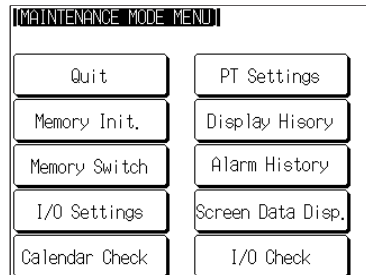 [MAINTENANCE MODE MENU]
Quit
PT Settings
Memory Init.
Display Hisory
Memory Switch
Alarm History
I/O Settings
Screen Data Disp.
Calendar Check
I/O Check